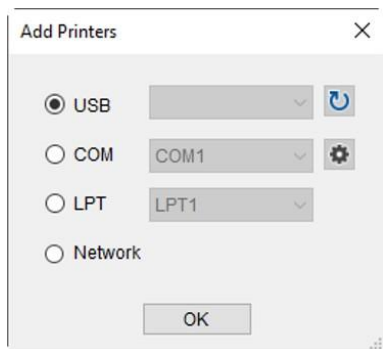 Add Printers
USB
COM COM1
LPT LPT1
Network
OK